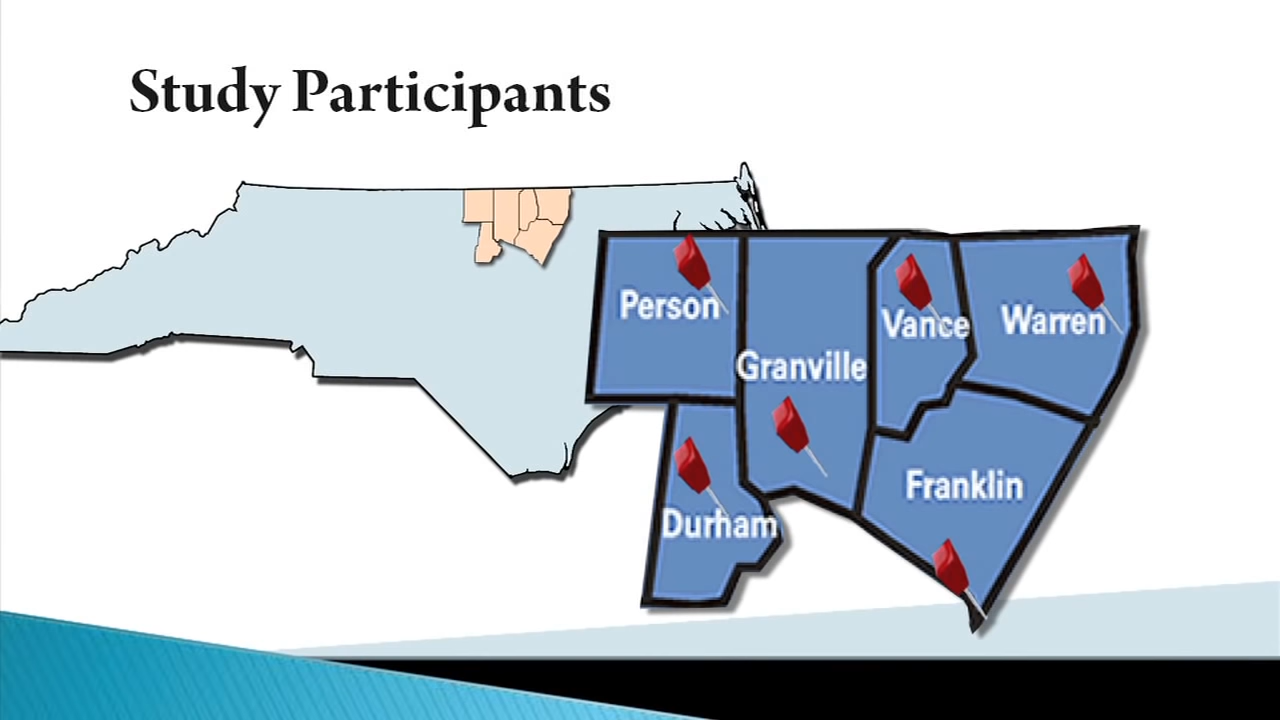 Study Participants
Person
Vance
Warren
Granville
Franklin
Durham